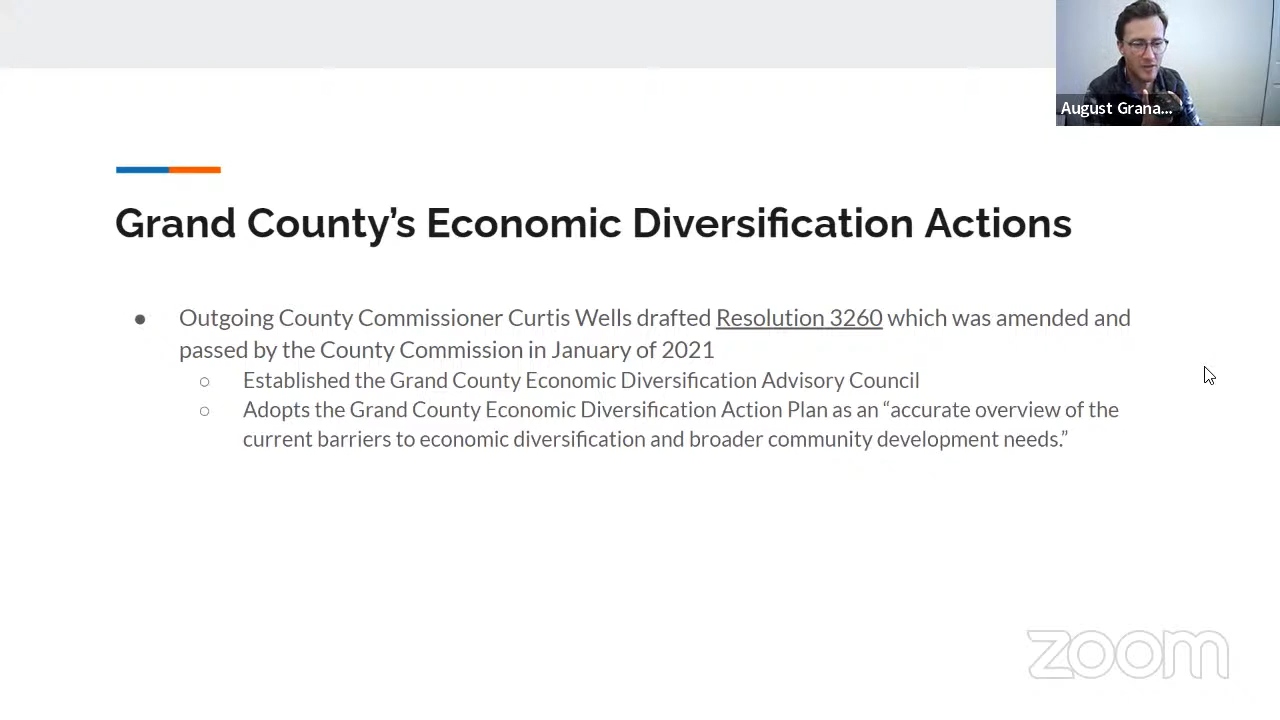 August Grana...
Grand County’s Economic Diversification Actions
● Outgoing County Commissioner Curtis Wells drafted Resolution 3260 which was amended and
passed by the County Commission in January of 2021
○ Established the Grand County Economic Diversification Advisory Council
○ Adopts the Grand County Economic Diversification Action Plan as an “accurate overview of the
current barriers to economic diversification and broader community development needs.”
zoom